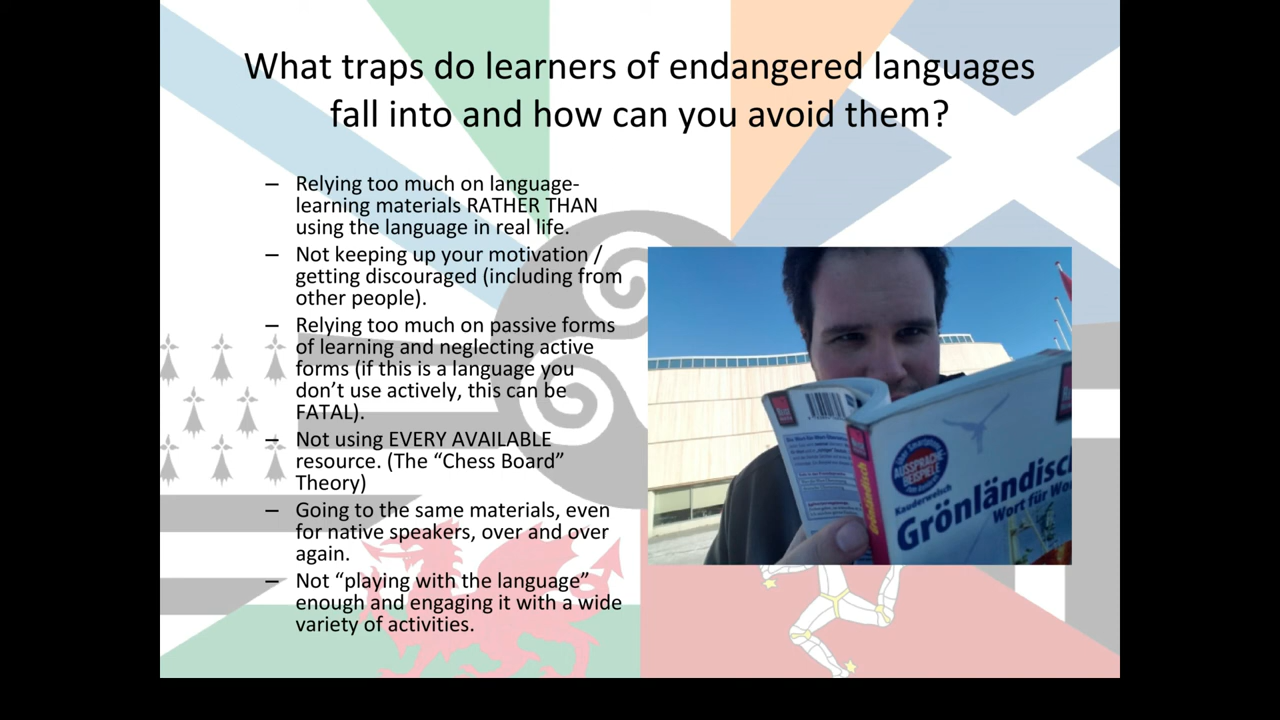 What traps do learners of endangered languages
fall into and how can you avoid them?
– Relying too much on language-
learning materials RATHER THAN
using the language in real life.
– Not keeping up your motivation /
getting discouraged (including from
other people).
– Relying too much on passive forms
of learning and neglecting active
forms (if this is a language you
don’t use actively, this can be
FATAL).
– Not using EVERY AVAILABLE
resource. (The “Chess Board”
Theory)
– Going to the same materials, even
for native speakers, over and over
again.
– Not “playing with the language”
enough and engaging it with a wide
variety of activities.
AUSSPRACHE
BEISPIELE
Kauderwelsch
Grönländisch
Wort für Wo
Grönländisch